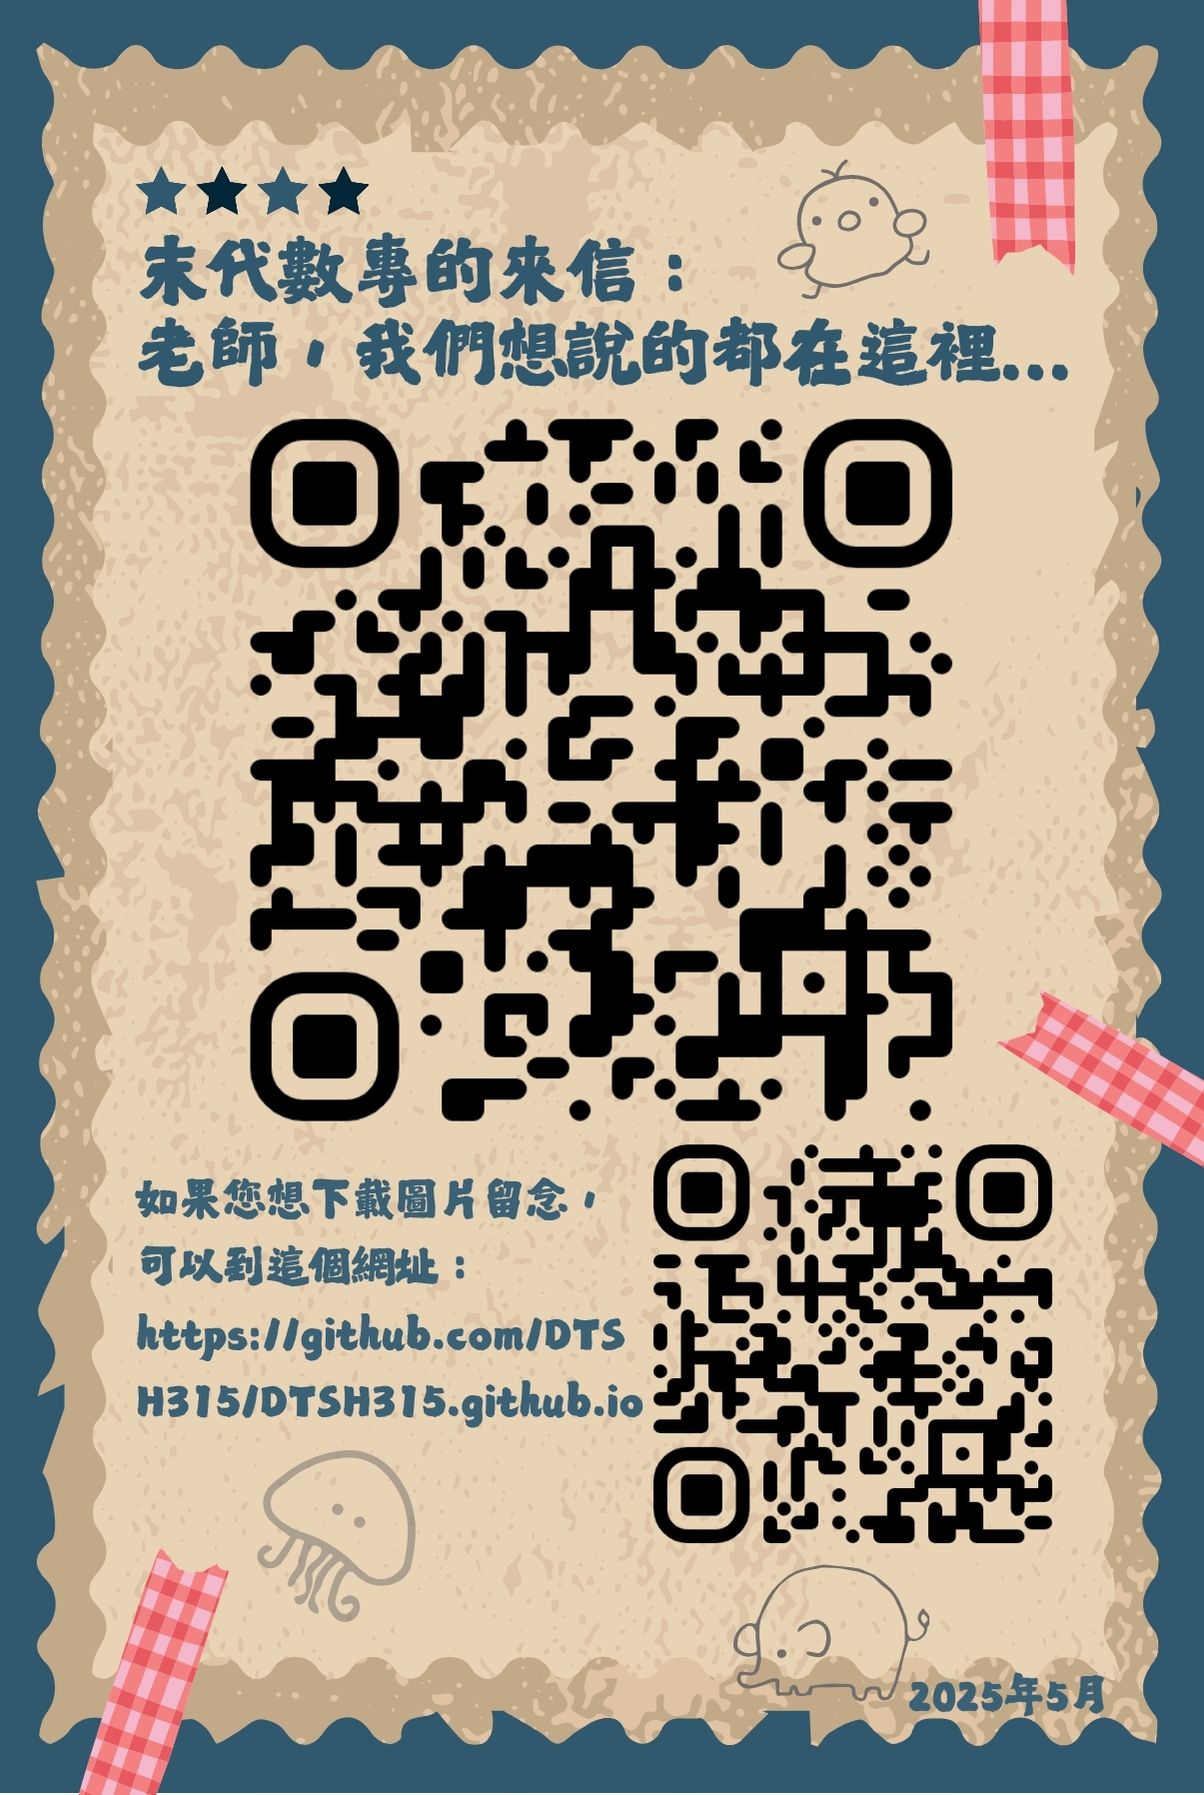 末代數專的來信：
老師，我們想說的都在這裡...
如果您想下載圖片留念，
可以到這個網址：
https://github.com/DTS
H315/DTSH315.github.io
2025年5月